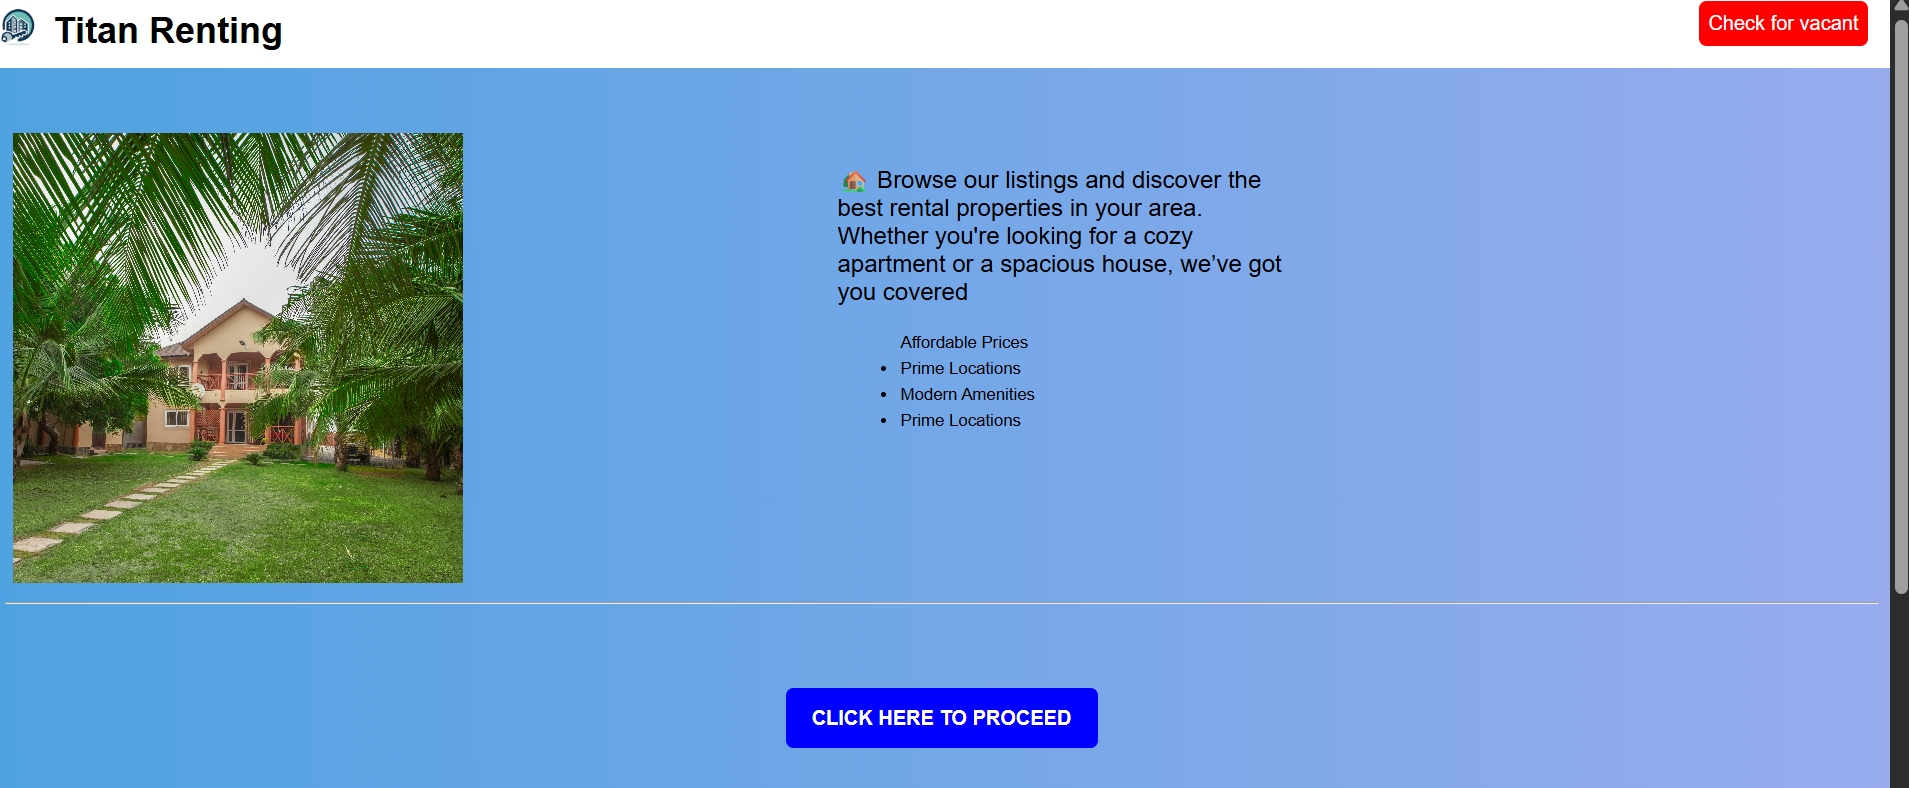 Titan Renting
Check for vacant
🏠 Browse our listings and discover the
best rental properties in your area.
Whether you're looking for a cozy
apartment or a spacious house, we’ve got
you covered
Affordable Prices
• Prime Locations
• Modern Amenities
• Prime Locations
CLICK HERE TO PROCEED